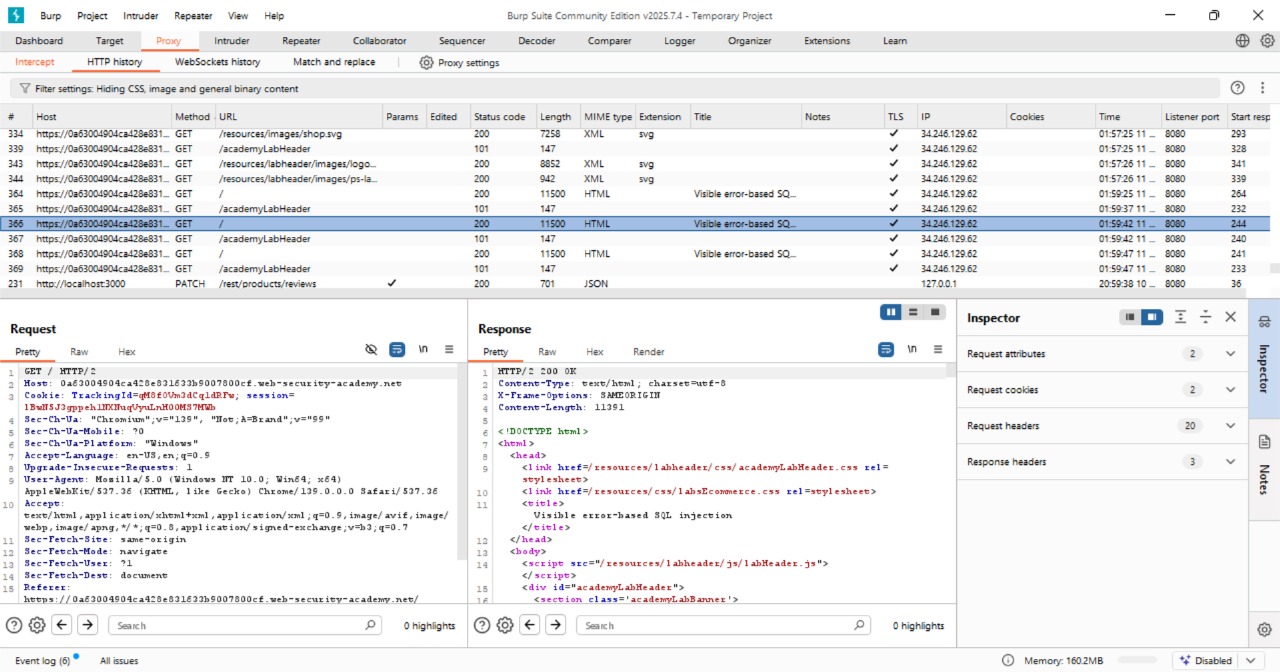 Burp Project Intruder Repeater View Help Burp Suite Community Edition v2025.7.4 - Temporary Project
Dashboard Target Proxy Intruder Repeater Collaborator Sequencer Decoder Comparer Logger Organizer Extensions Learn
Intercept HTTP history WebSockets history Match and replace Proxy settings
Filter settings: Hiding CSS, image and general binary content
# Host Method URL Params Edited Status code Length MIME type Extension Title Notes TLS IP Cookies Time Listener port Start resp
334 https://0a63004904ca428e831... GET /resources/images/shop.svg 200 7258 XML svg ✓ 34.246.129.62 01:57:25 11 ... 8080 293
339 https://0a63004904ca428e831... GET /academyLabHeader 101 147 ✓ 34.246.129.62 01:57:25 11 ... 8080 328
343 https://0a63004904ca428e831... GET /resources/labheader/images/logo... 200 8852 XML svg ✓ 34.246.129.62 01:57:26 11 ... 8080 341
344 https://0a63004904ca428e831... GET /resources/labheader/images/ps-la... 200 942 XML svg ✓ 34.246.129.62 01:57:26 11 ... 8080 339
364 https://0a63004904ca428e831... GET / 200 11500 HTML Visible error-based SQ... ✓ 34.246.129.62 01:59:25 11 ... 8080 264
365 https://0a63004904ca428e831... GET /academyLabHeader 101 147 ✓ 34.246.129.62 01:59:37 11 ... 8080 232
366 https://0a63004904ca428e831... GET / 200 11500 HTML Visible error-based SQ... ✓ 34.246.129.62 01:59:42 11 ... 8080 244
367 https://0a63004904ca428e831... GET /academyLabHeader 101 147 ✓ 34.246.129.62 01:59:42 11 ... 8080 240
368 https://0a63004904ca428e831... GET / 200 11500 HTML Visible error-based SQ... ✓ 34.246.129.62 01:59:47 11 ... 8080 241
369 https://0a63004904ca428e831... GET /academyLabHeader 101 147 ✓ 34.246.129.62 01:59:47 11 ... 8080 233
231 http://localhost:3000 PATCH /rest/products/reviews ✓ 200 701 JSON 127.0.0.1 20:59:38 10 ... 8080 36
Request
Pretty Raw Hex \n
1 GET / HTTP/2
2 Host: 0a63004904ca428e831633b9007800cf.web-security-academy.net
3 Cookie: TrackingId=qM8f0Vm3dCqldRFw; session=
4 Sec-Ch-Ua: "Chromium";v="139", "Not;A=Brand";v="99"
5 Sec-Ch-Ua-Mobile: ?0
6 Sec-Ch-Ua-Platform: "Windows"
7 Accept-Language: en-US,en;q=0.9
8 Upgrade-Insecure-Requests: 1
9 User-Agent: Mozilla/5.0 (Windows NT 10.0; Win64; x64)
AppleWebKit/537.36 (KHTML, like Gecko) Chrome/139.0.0.0 Safari/537.36
10 Accept:
text/html,application/xhtml+xml,application/xml;q=0.9,image/avif,image/
webp,image/apng,*/*;q=0.8,application/signed-exchange;v=b3;q=0.7
11 Sec-Fetch-Site: same-origin
12 Sec-Fetch-Mode: navigate
13 Sec-Fetch-User: ?1
14 Sec-Fetch-Dest: document
15 Referer:
https://0a63004904ca428e831633b9007800cf.web-security-academy.net/
Search 0 highlights
Response
Pretty Raw Hex Render \n
1 HTTP/2 200 OK
2 Content-Type: text/html; charset=utf-8
3 X-Frame-Options: SAMEORIGIN
4 Content-Length: 11391
5
6 <!DOCTYPE html>
7 <html>
8 <head>
9 <link href=/resources/labheader/css/academyLabHeader.css rel=
stylesheet>
10 <link href=/resources/css/labsEcommerce.css rel=stylesheet>
11 <title>
Visible error-based SQL injection
</title>
12 </head>
13 <body>
14 <script src="/resources/labheader/js/labHeader.js">
</script>
15 <div id="academyLabHeader">
16 <section class='academyLabBanner'>
Search 0 highlights
Inspector
Request attributes 2
Request cookies 2
Request headers 20
Response headers 3
Inspector
Notes
Event log (6) All issues Memory: 160.2MB Disabled